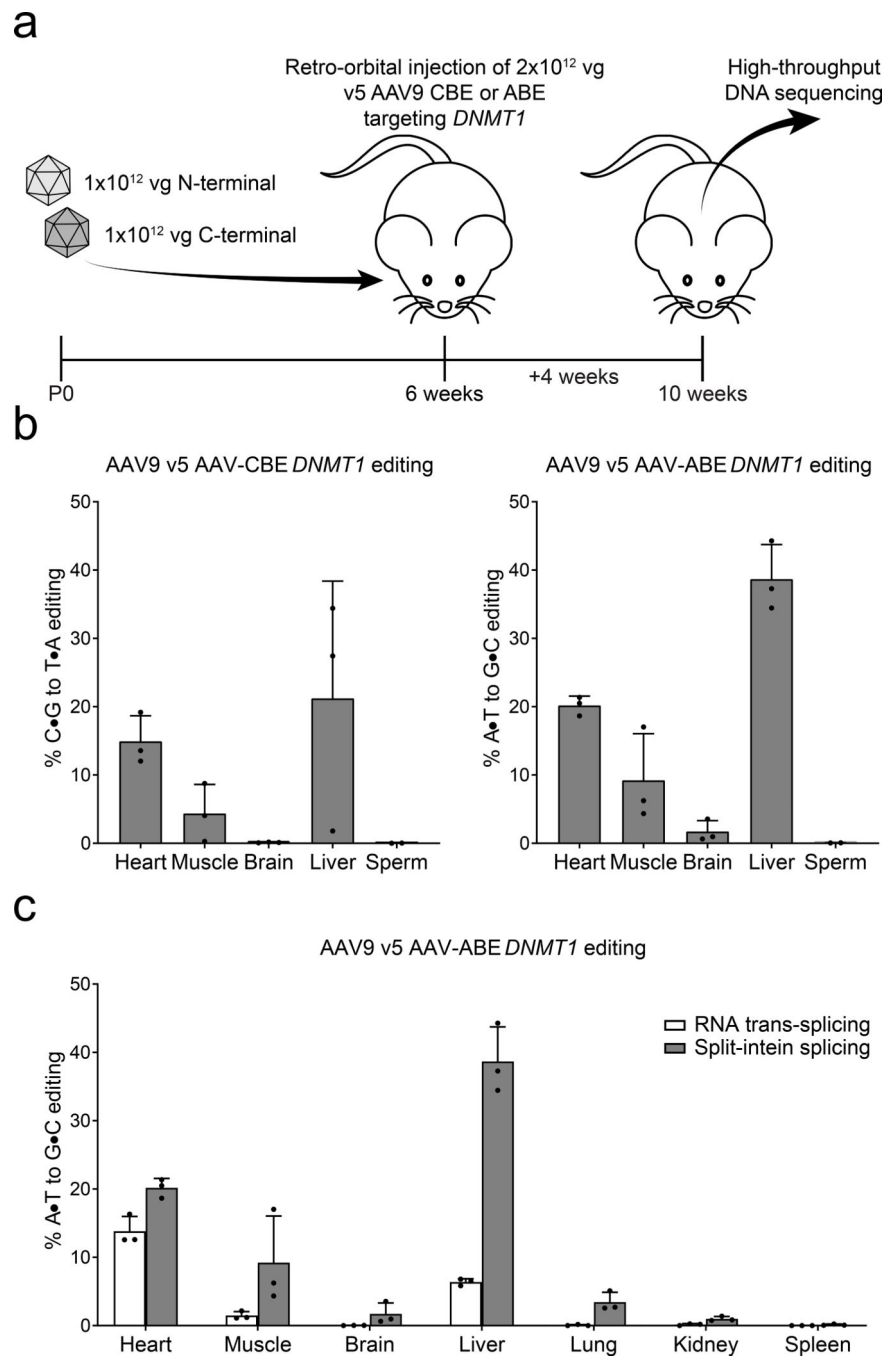 a
Retro-orbital injection of 2x10¹² vg
v5 AAV9 CBE or ABE
targeting DNMT1
High-throughput
DNA sequencing
1x10¹² vg N-terminal
1x10¹² vg C-terminal
P0
6 weeks
+4 weeks
10 weeks
b
AAV9 v5 AAV-CBE DNMT1 editing
% C•G to T•A editing
50
40
30
20
10
0
Heart Muscle Brain Liver Sperm
AAV9 v5 AAV-ABE DNMT1 editing
% A•T to G•C editing
50
40
30
20
10
0
Heart Muscle Brain Liver Sperm
c
AAV9 v5 AAV-ABE DNMT1 editing
% A•T to G•C editing
50
40
30
20
10
0
RNA trans-splicing
Split-intein splicing
Heart Muscle Brain Liver Lung Kidney Spleen